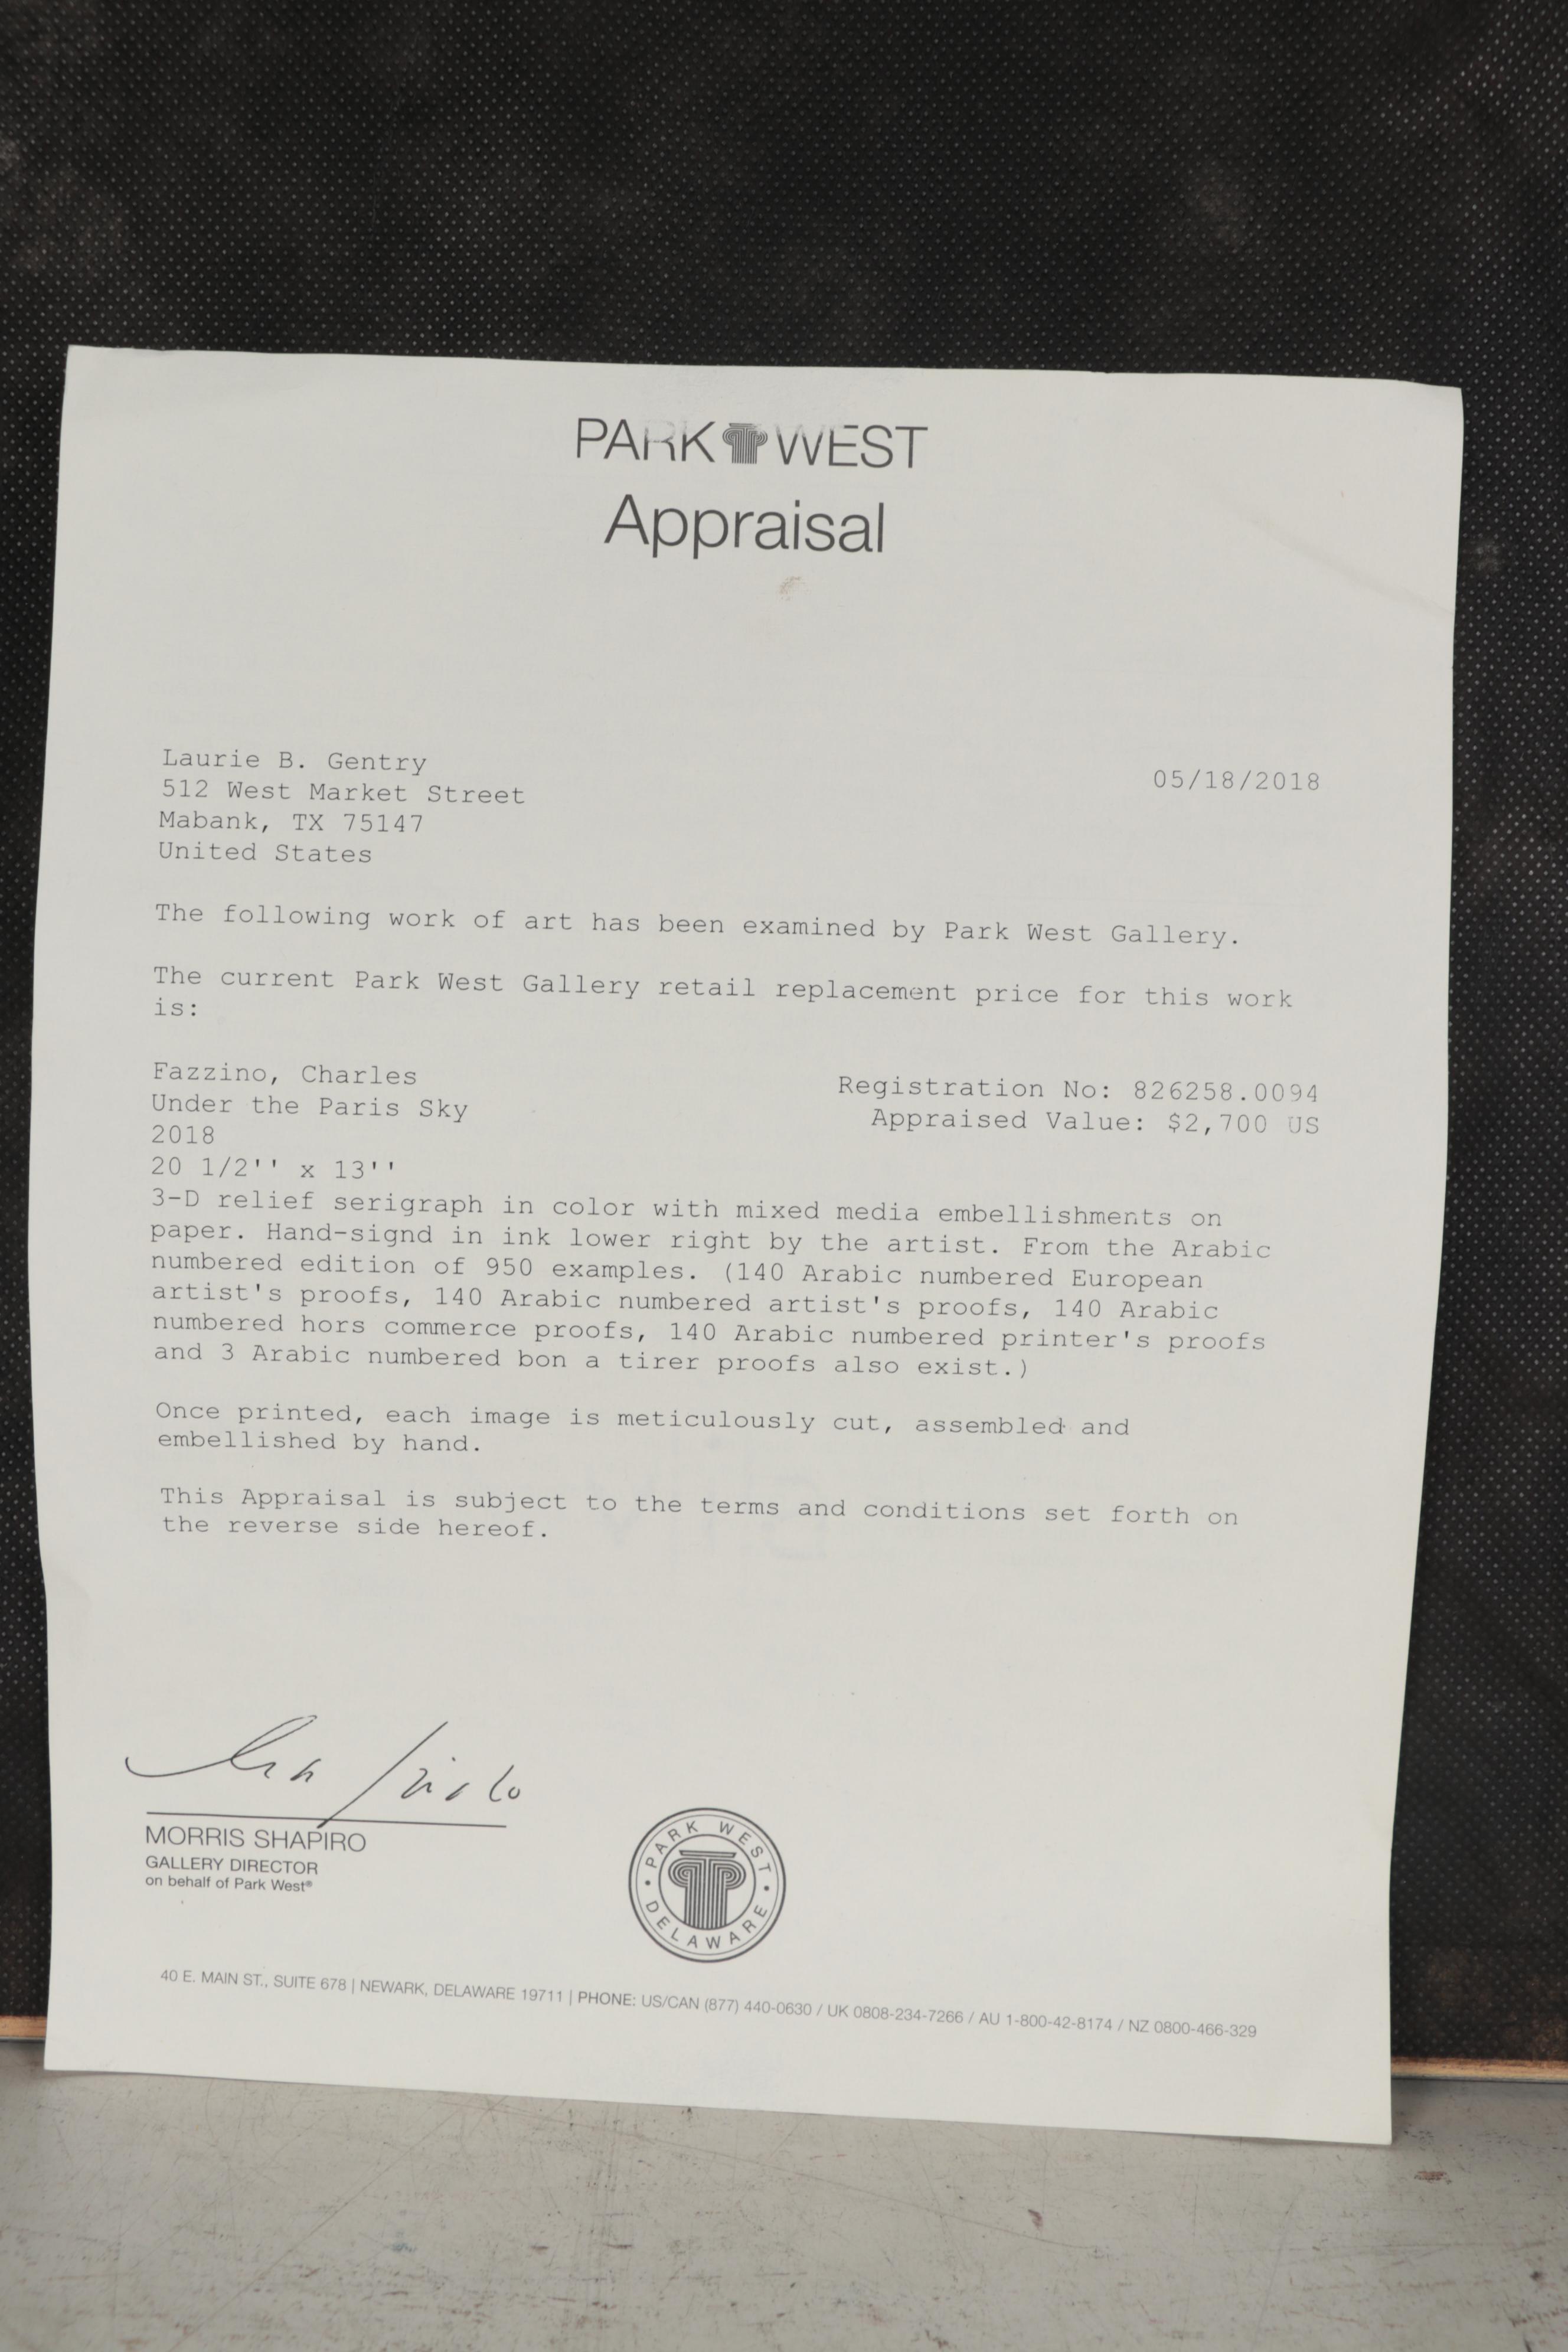 PARK WEST
Appraisal
Laurie B. Gentry
05/18/2018
512 West Market Street
Mabank, TX 75147
United States
The following work of art has been examined by Park West Gallery.
The current Park West Gallery retail replacement price for this work
is:
Fazzino, Charles
Registration No: 826258.0094
Under the Paris Sky
Appraised Value: $2,700 US
2018
20 1/2'' x 13''
3-D relief serigraph in color with mixed media embellishments on
paper. Hand-signd in ink lower right by the artist. From the Arabic
numbered edition of 950 examples. (140 Arabic numbered European
artist's proofs, 140 Arabic numbered artist's proofs, 140 Arabic
numbered hors commerce proofs, 140 Arabic numbered printer's proofs
and 3 Arabic numbered bon a tirer proofs also exist.)
Once printed, each image is meticulously cut, assembled and
embellished by hand.
This Appraisal is subject to the terms and conditions set forth on
the reverse side hereof.
MORRIS SHAPIRO
GALLERY DIRECTOR
on behalf of Park West®
PARK WEST
DELAWARE
40 E. MAIN ST., SUITE 678 | NEWARK, DELAWARE 19711 | PHONE: US/CAN (877) 440-0630 / UK 0808-234-7266 / AU 1-800-42-8174 / NZ 0800-466-329